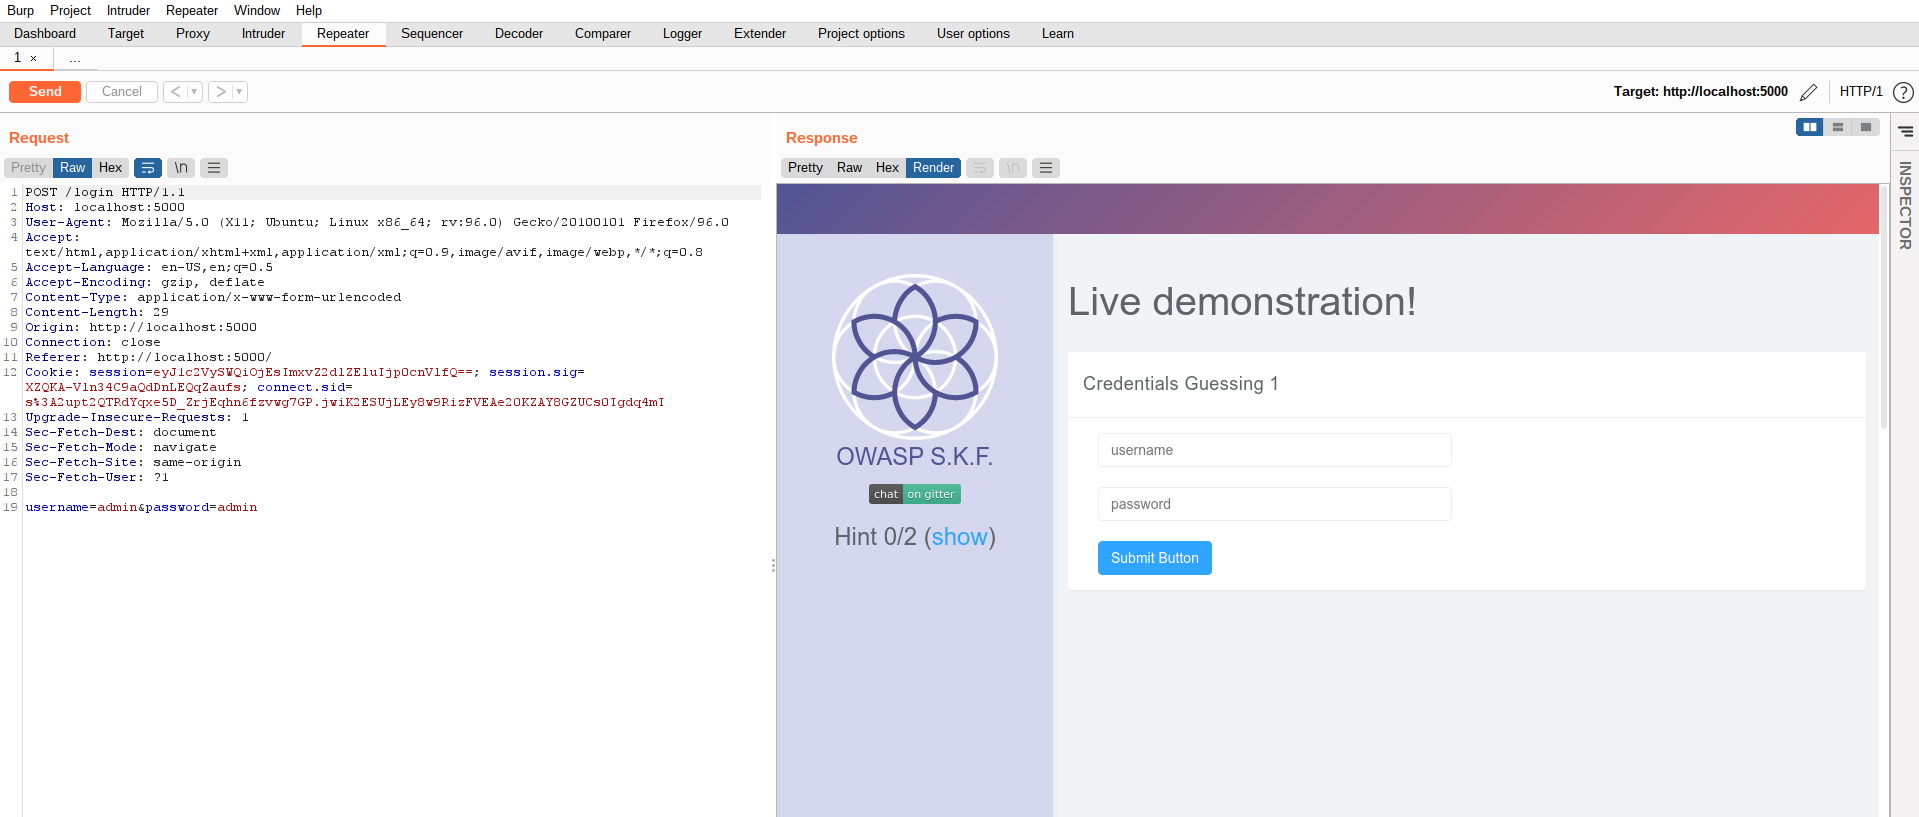 Burp Project Intruder Repeater Window Help
Dashboard Target Proxy Intruder Repeater Sequencer Decoder Comparer Logger Extender Project options User options Learn
1 × ...
Send Cancel < ▾ > ▾ Target: http://localhost:5000 HTTP/1 ?
Request
Pretty Raw Hex \n
1 POST /login HTTP/1.1
2 Host: localhost:5000
3 User-Agent: Mozilla/5.0 (X11; Ubuntu; Linux x86_64; rv:96.0) Gecko/20100101 Firefox/96.0
4 Accept:
text/html,application/xhtml+xml,application/xml;q=0.9,image/avif,image/webp,*/*;q=0.8
5 Accept-Language: en-US,en;q=0.5
6 Accept-Encoding: gzip, deflate
7 Content-Type: application/x-www-form-urlencoded
8 Content-Length: 29
9 Origin: http://localhost:5000
10 Connection: close
11 Referer: http://localhost:5000/
12 Cookie: session= session.sig=
connect.sid=
13 Upgrade-Insecure-Requests: 1
14 Sec-Fetch-Dest: document
15 Sec-Fetch-Mode: navigate
16 Sec-Fetch-Site: same-origin
17 Sec-Fetch-User: ?1
18
19 username=admin&password=admin
Response
Pretty Raw Hex Render \n
INSPECTOR
OWASP S.K.F.
chat on gitter
Hint 0/2 (show)
Live demonstration!
Credentials Guessing 1
username
password
Submit Button